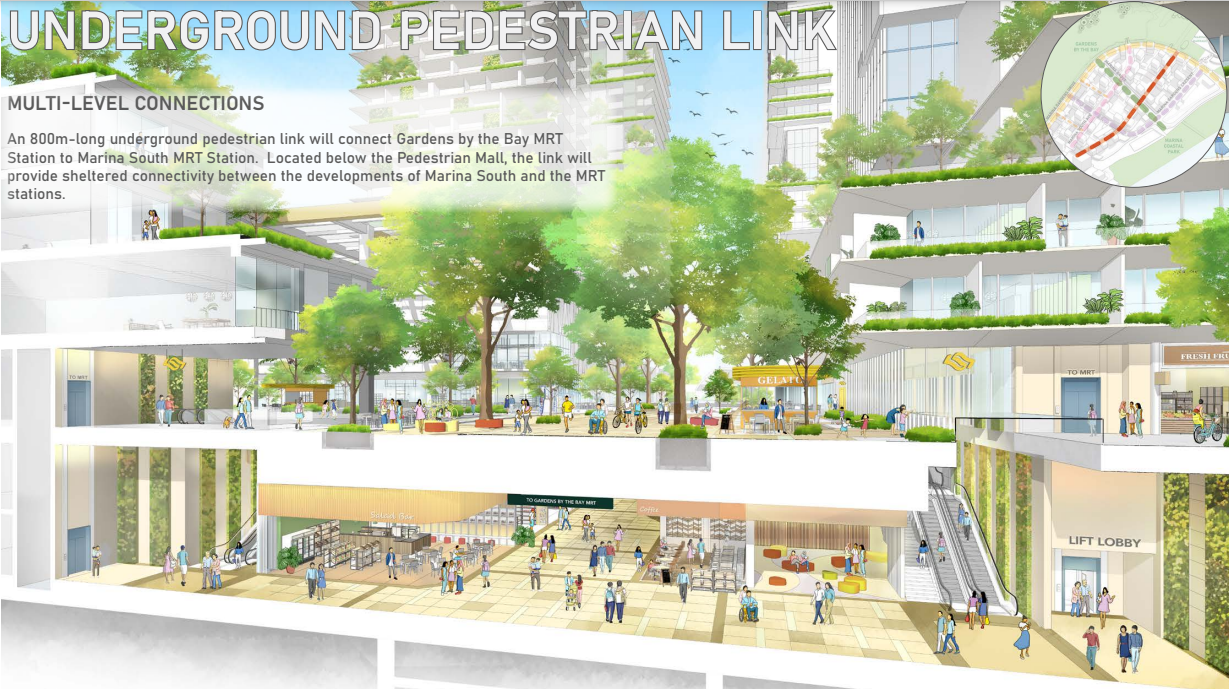 UNDERGROUND PEDESTRIAN LINK
MULTI-LEVEL CONNECTIONS
An 800m-long underground pedestrian link will connect Gardens by the Bay MRT
Station to Marina South MRT Station. Located below the Pedestrian Mall, the link will
provide sheltered connectivity between the developments of Marina South and the MRT
stations.
GARDENS
BY THE BAY
MARINA
COASTAL
PARK
TO MRT
GELATO
TO MRT
FRESH FRU
TO GARDENS BY THE BAY MRT
Salad Bar
Coffee
LIFT LOBBY